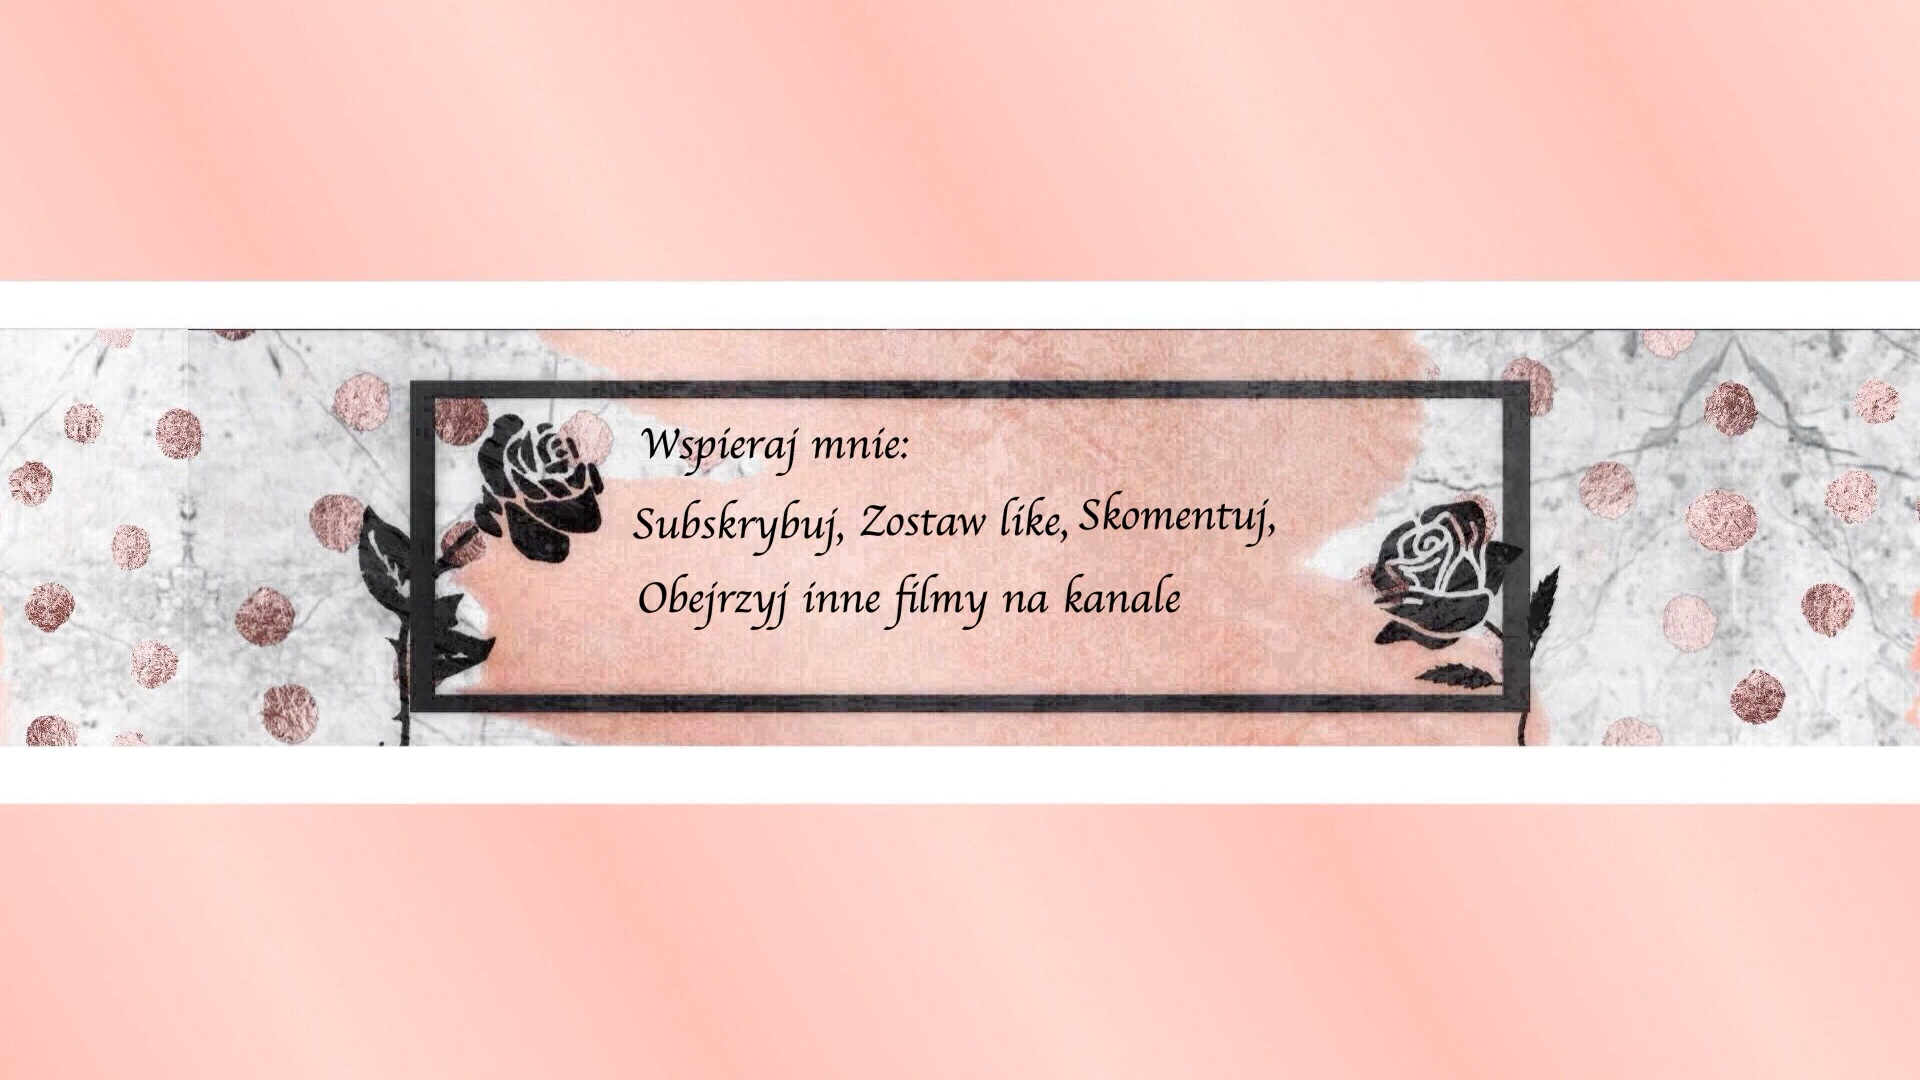 Wspieraj mnie:
Subskrybuj, Zostaw like, Skomentuj,
Obejrzyj inne filmy na kanale